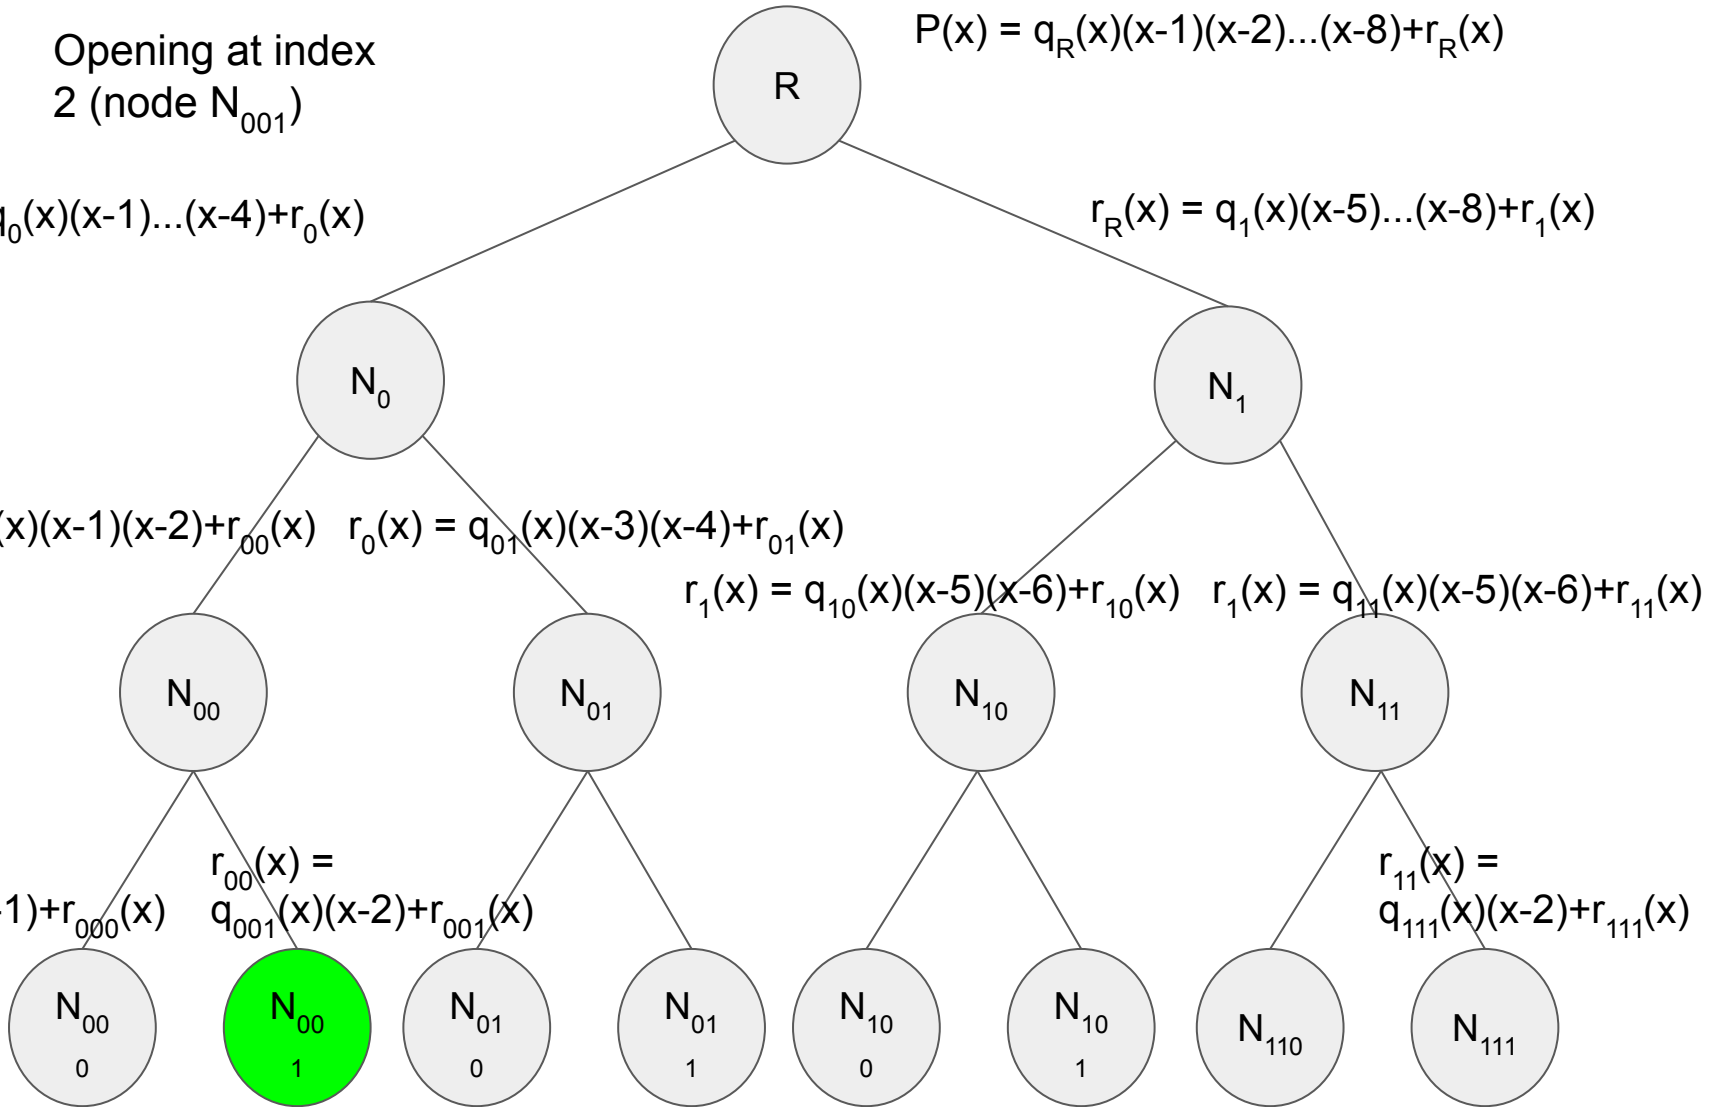 Opening at index
2 (node N₀₀₁)
R
P(x) = q_R(x)(x-1)(x-2)...(x-8)+r_R(x)
q₀(x)(x-1)...(x-4)+r₀(x)
r_R(x) = q₁(x)(x-5)...(x-8)+r₁(x)
N₀
N₁
(x)(x-1)(x-2)+r₀₀(x)
r₀(x) = q₀₁(x)(x-3)(x-4)+r₀₁(x)
r₁(x) = q₁₀(x)(x-5)(x-6)+r₁₀(x)
r₁(x) = q₁₁(x)(x-5)(x-6)+r₁₁(x)
N₀₀
N₀₁
N₁₀
N₁₁
-1)+r₀₀₀(x)
r₀₀(x) =
q₀₀₁(x)(x-2)+r₀₀₁(x)
r₁₁(x) =
q₁₁₁(x)(x-2)+r₁₁₁(x)
N₀₀
0
N₀₀
1
N₀₁
0
N₀₁
1
N₁₀
0
N₁₀
1
N₁₁₀
N₁₁₁